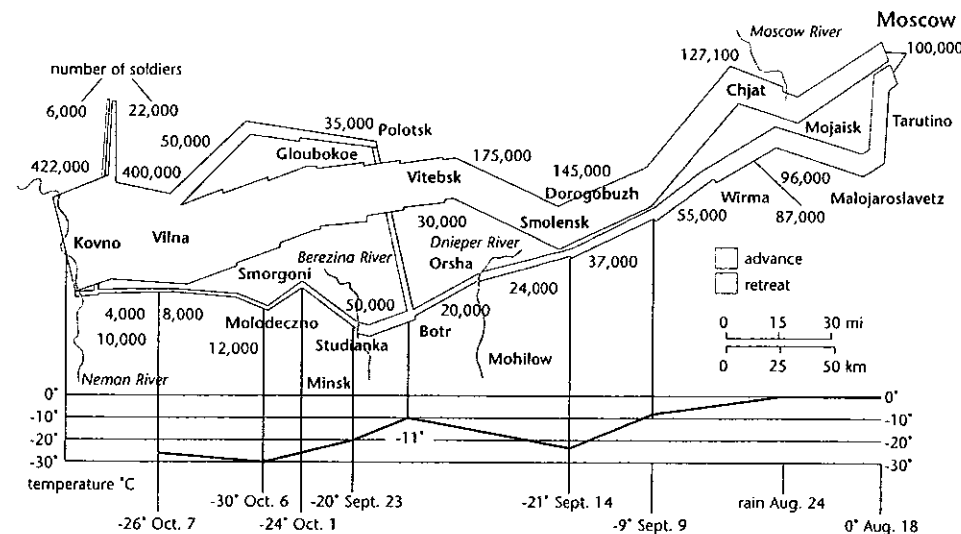 Moscow
100,000
Moscow River
127,100
number of soldiers
6,000
22,000
Chjat
Tarutino
50,000
35,000
Polotsk
Mojaisk
Gloubokoe
422,000
400,000
175,000
145,000
Vitebsk
Dorogobuzh
96,000
Malojaroslavetz
Wirma
87,000
55,000
Smolensk
30,000
Kovno
Vilna
Dnieper River
Berezina River
Orsha
37,000
advance
Smorgoni
24,000
retreat
50,000
20,000
4,000
8,000
Molodeczno
Botr
0 15 30 mi
10,000
12,000
Studianka
Mohilow
0 25 50 km
Neman River
Minsk
0°
0°
-10°
-10°
-11°
-20°
-20°
-30°
-30°
temperature °C
-30° Oct. 6
-20° Sept. 23
-21° Sept. 14
rain Aug. 24
-26° Oct. 7
-24° Oct. 1
-9° Sept. 9
0° Aug. 18